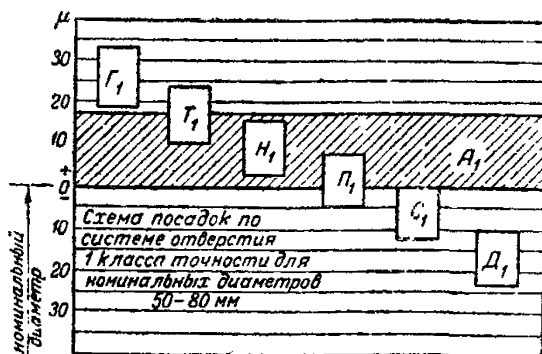 μ
30
20
10
+
0
−
10
20
30
Г₁
Т₁
Н₁
П₁
С₁
Д₁
А₁
номинальный
диаметр
Схема посадок по
системе отверстия
1 класса точности для
номинальных диаметров
50–80 мм